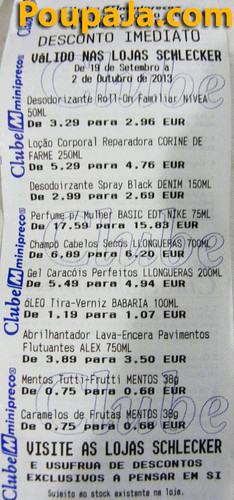 PoupaJa.com
DESCONTO IMEDIATO
VÁLIDO NAS LOJAS SCHLECKER
De 19 de Setembro a
2 de Outubro de 2013
Desodorizante Roll-On Familiar NIVEA
50ML
De 3.29 para 2.96 EUR
Loção Corporal Reparadora CORINE DE
FARME 250ML
De 5.29 para 4.76 EUR
Desodoirzante Spray Black DENIM 150ML
De 2.99 para 2.69 EUR
Perfume p/ Mulher BASIC EDT NIKE 75ML
De 17.59 para 15.83 EUR
Champô Cabelos Secos LLONGUERAS 700ML
De 6.89 para 6.20 EUR
Gel Caracóis Perfeitos LLONGUERAS 200ML
De 5.49 para 4.94 EUR
óLEO Tira-Verniz BABARIA 100ML
De 1.19 para 1.07 EUR
Abrilhantador Lava-Encera Pavimentos
Flutuantes ALEX 750ML
De 3.89 para 3.50 EUR
Mentos Tutti-Frutti MENTOS 38g
De 0.75 para 0.68 EUR
Caramelos de Frutas MENTOS 38g
De 0.75 para 0.68 EUR
VISITE AS LOJAS SCHLECKER
E USUFRUA DE DESCONTOS
EXCLUSIVOS A PENSAR EM SI
Sujeito ao stock existente na loja.
Clube M minipreço
Clube M minipreço
Clube M minipreço
Clube
Clube
Clube